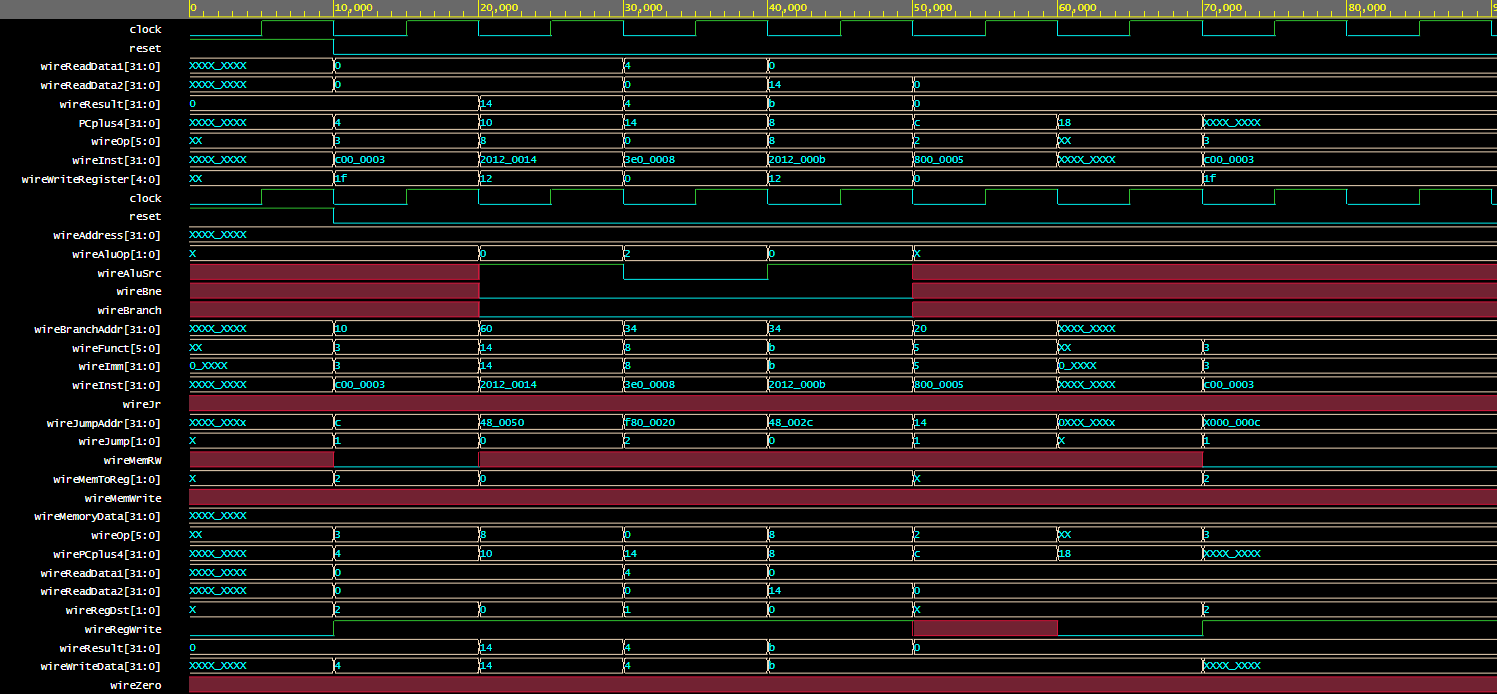 0 10,000 20,000 30,000 40,000 50,000 60,000 70,000 80,000
clock
reset
wireReadData1[31:0] XXXX_XXXX 0 4 0
wireReadData2[31:0] XXXX_XXXX 0 0 14 0
wireResult[31:0] 0 14 4 b 0
PCplus4[31:0] XXXX_XXXX 4 10 14 8 c 18 XXXX_XXXX
wireOp[5:0] XX 3 8 0 8 2 XX 3
wireInst[31:0] XXXX_XXXX c00_0003 2012_0014 3e0_0008 2012_000b 800_0005 XXXX_XXXX c00_0003
wireWriteRegister[4:0] XX 1f 12 0 12 0 1f
clock
reset
wireAddress[31:0] XXXX_XXXX
wireAluOp[1:0] X 0 2 0 X
wireAluSrc
wireBne
wireBranch
wireBranchAddr[31:0] XXXX_XXXX 10 60 34 34 20 XXXX_XXXX
wireFunct[5:0] XX 3 14 8 b 5 XX 3
wireImm[31:0] 0_XXXX 3 14 8 b 5 0_XXXX 3
wireInst[31:0] XXXX_XXXX c00_0003 2012_0014 3e0_0008 2012_000b 800_0005 XXXX_XXXX c00_0003
wireJr
wireJumpAddr[31:0] XXXX_XXXx c 48_0050 f80_0020 48_002c 14 0XXX_XXXx X000_000c
wireJump[1:0] X 1 0 2 0 1 X 1
wireMemRW
wireMemToReg[1:0] X 2 0 X 2
wireMemWrite
wireMemoryData[31:0] XXXX_XXXX
wireOp[5:0] XX 3 8 0 8 2 XX 3
wirePCplus4[31:0] XXXX_XXXX 4 10 14 8 c 18 XXXX_XXXX
wireReadData1[31:0] XXXX_XXXX 0 4 0
wireReadData2[31:0] XXXX_XXXX 0 0 14 0
wireRegDst[1:0] X 2 0 1 0 X 2
wireRegWrite
wireResult[31:0] 0 14 4 b 0
wireWriteData[31:0] XXXX_XXXX 4 14 4 b XXXX_XXXX
wireZero